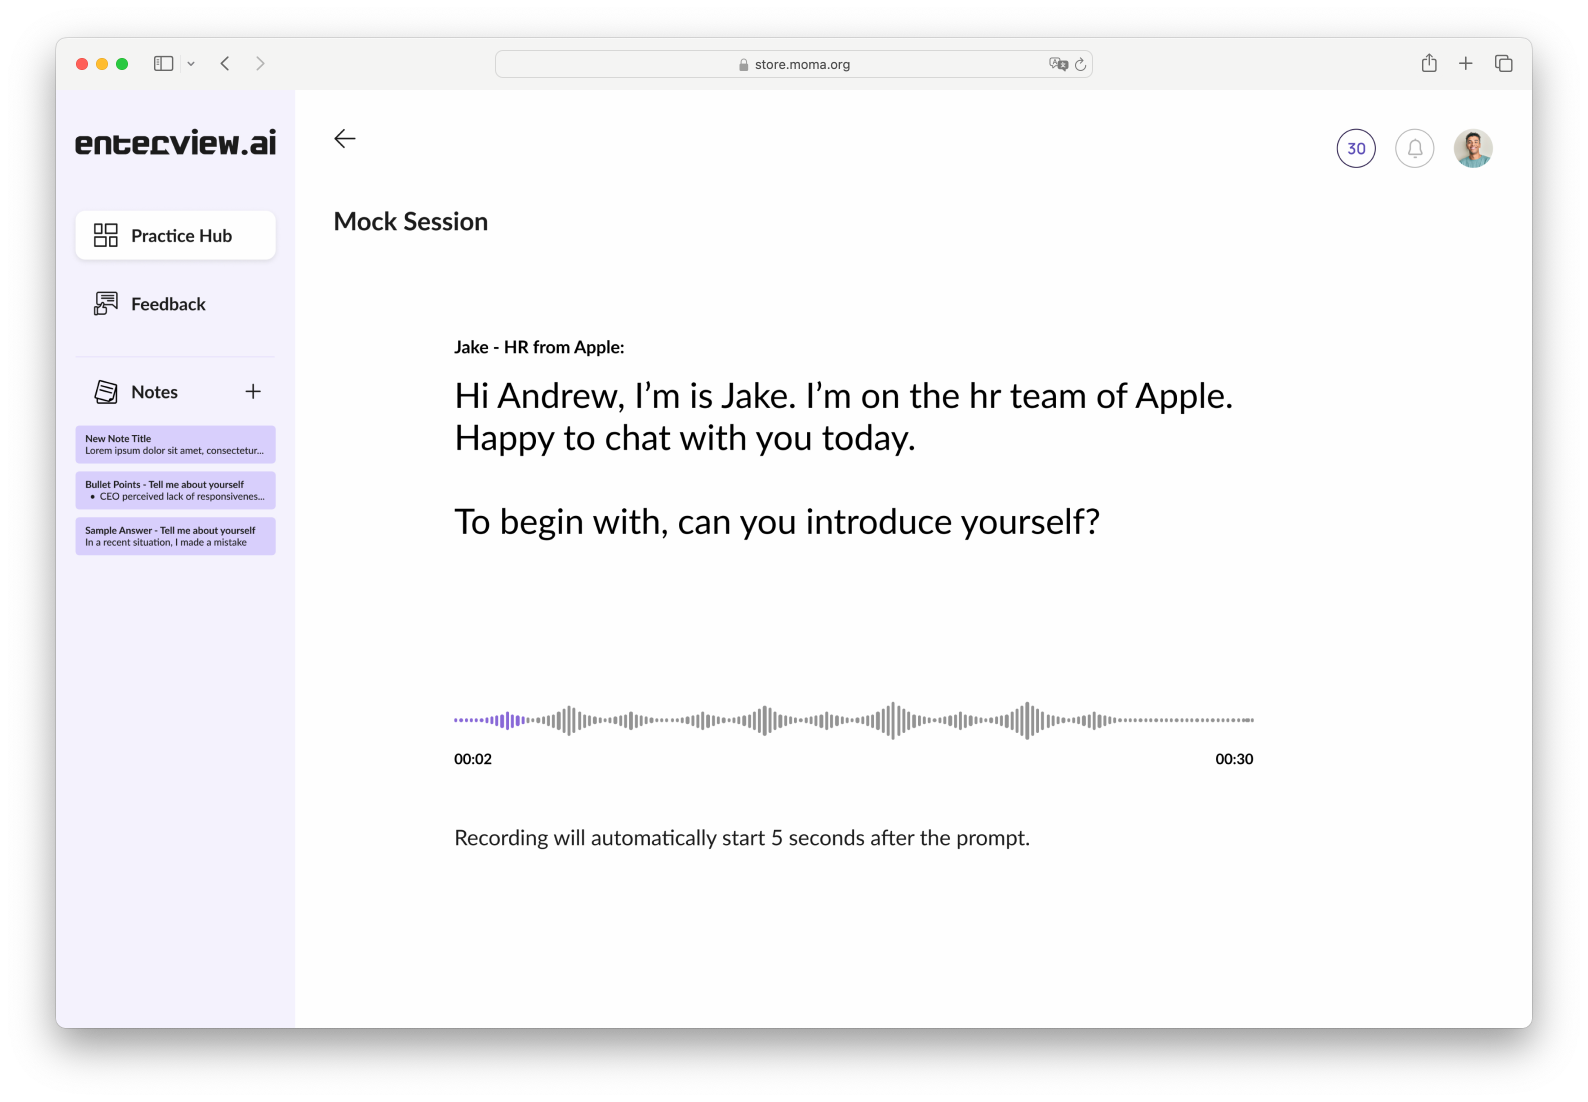 store.moma.org
enterview.ai
30
Practice Hub
Feedback
Notes
New Note Title
Lorem ipsum dolor sit amet, consectetur...
Bullet Points - Tell me about yourself
• CEO perceived lack of responsivenes...
Sample Answer - Tell me about yourself
In a recent situation, I made a mistake
Mock Session
Jake - HR from Apple:
Hi Andrew, I’m is Jake. I’m on the hr team of Apple.
Happy to chat with you today.
To begin with, can you introduce yourself?
00:02
00:30
Recording will automatically start 5 seconds after the prompt.